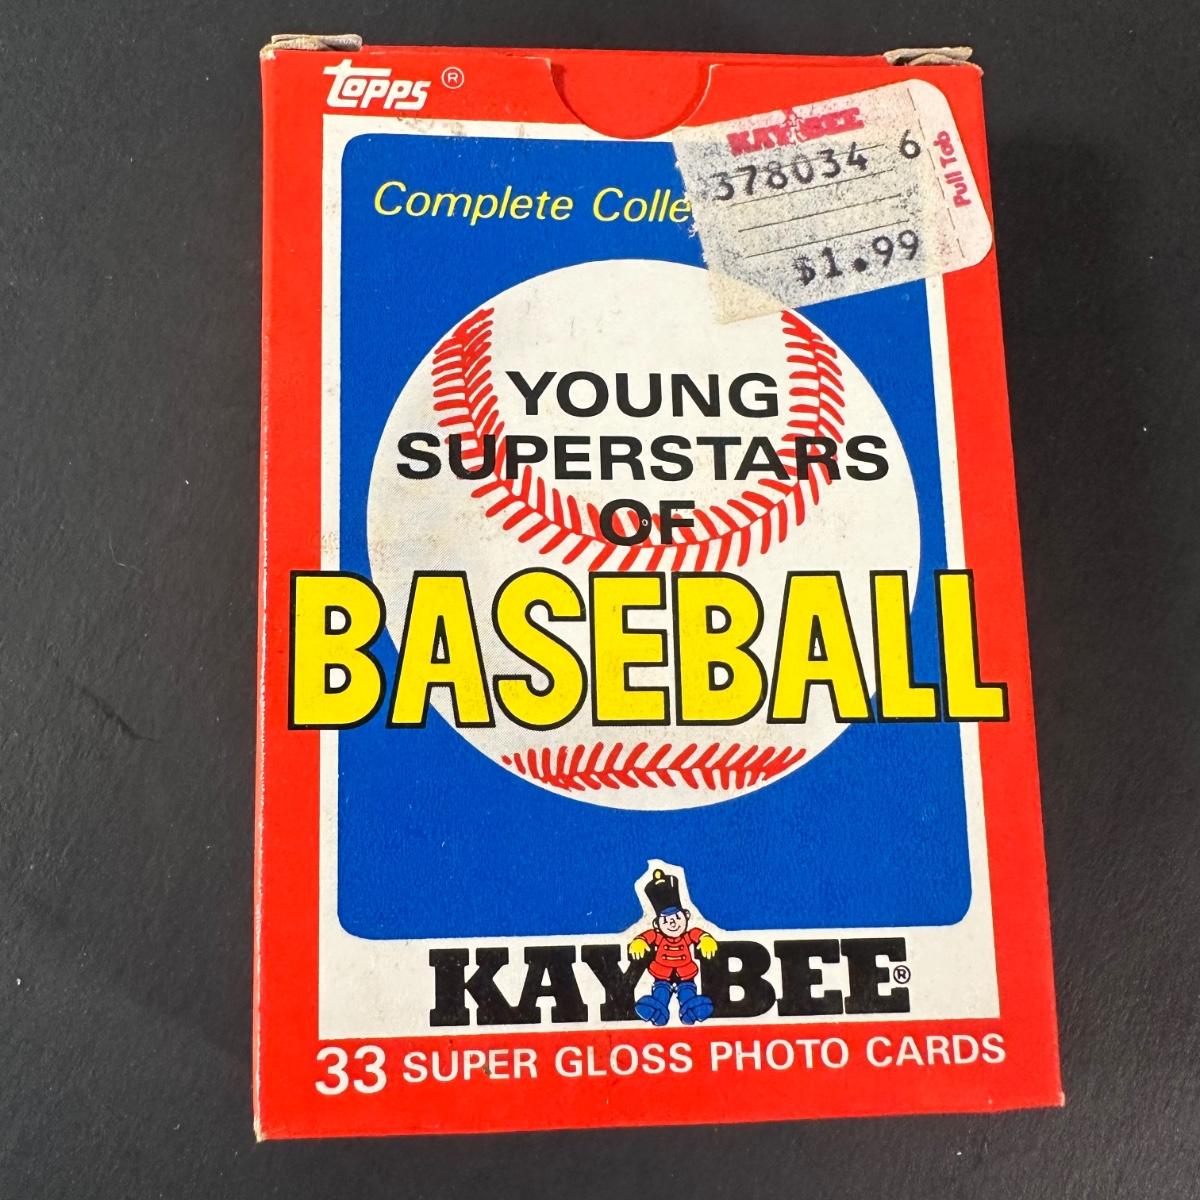 Topps®
Complete Colle
KAY BEE
378034 6
$1.99
Pull Tab
YOUNG
SUPERSTARS
OF
BASEBALL
KAY BEE®
33 SUPER GLOSS PHOTO CARDS